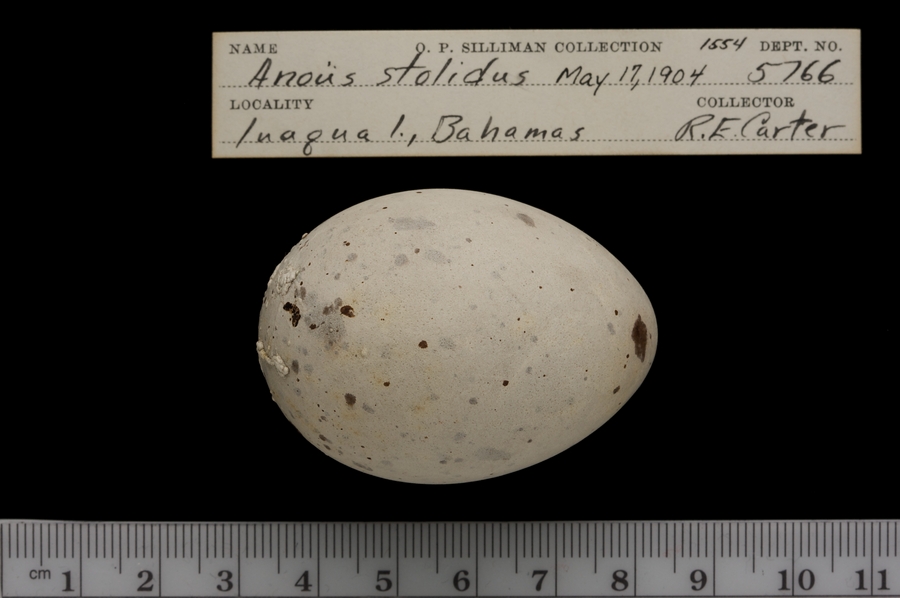 NAME O. P. SILLIMAN COLLECTION 1554 DEPT. NO.
Anoüs stolidus May 17, 1904 5766
LOCALITY COLLECTOR
Inagua I., Bahamas R.E. Carter
cm 1 2 3 4 5 6 7 8 9 10 11